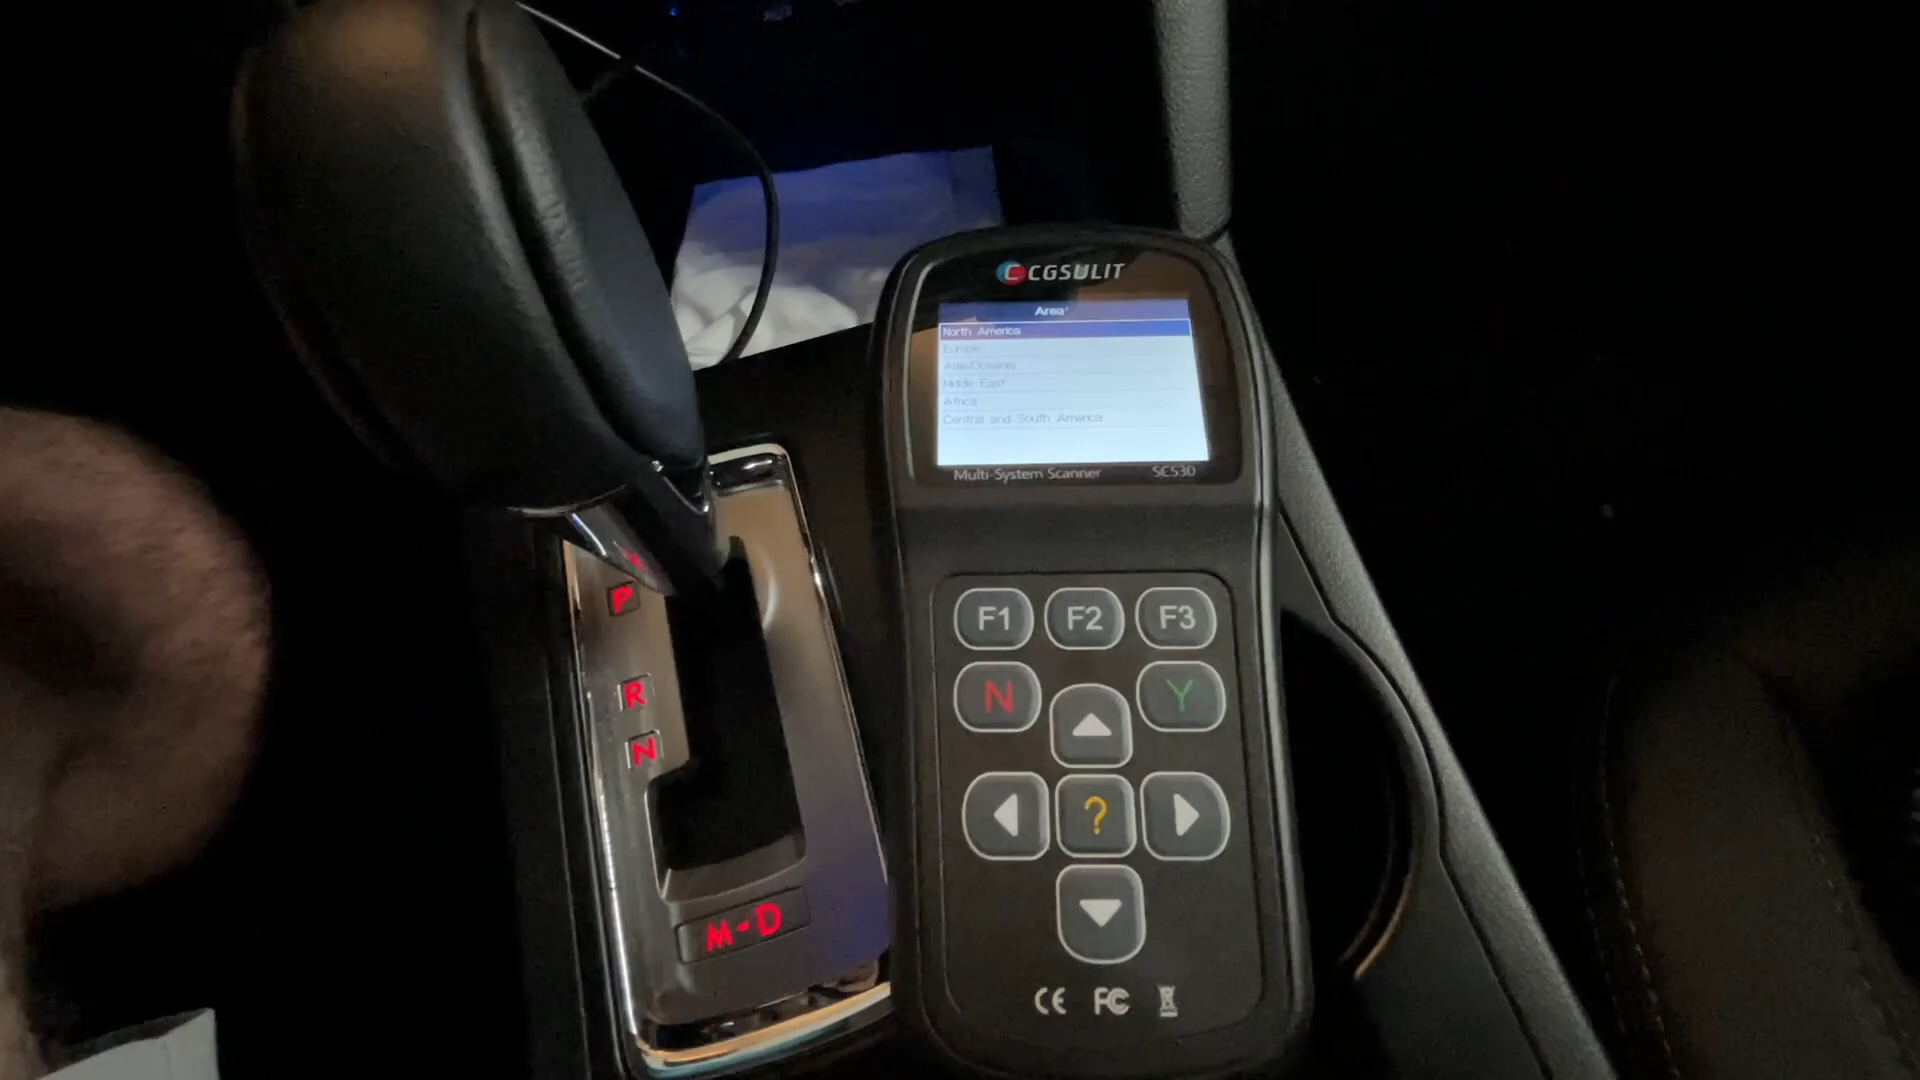 CGSULIT
Area
North America
Europe
Asia/Oceania
Middle East
Africa
Central and South America
Multi-System Scanner SC530
F1 F2 F3
N Y
?
CE FC
P
R
N
M-D